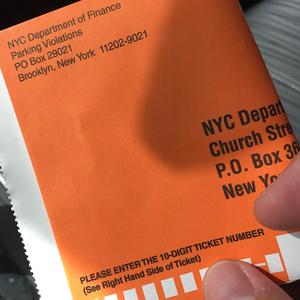 NYC Department of Finance
Parking Violations
PO Box 29021
Brooklyn, New York 11202-9021
NYC Depar
Church Stre
P.O. Box 36
New Yo
PLEASE ENTER THE 10-DIGIT TICKET NUMBER
(See Right Hand Side of Ticket)